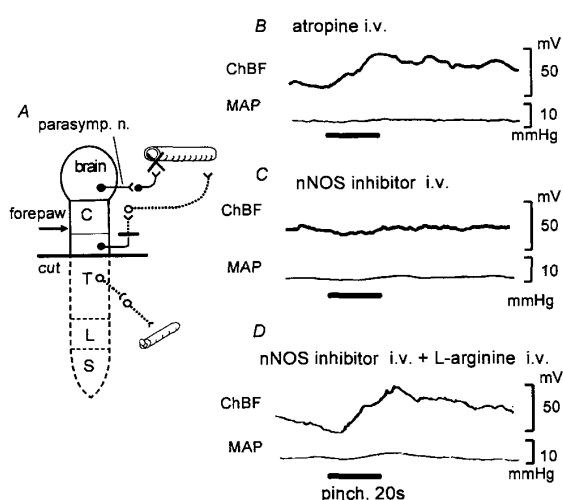 A
parasymp. n.
brain
C
forepaw
cut
T
L
S
B atropine i.v.
mV
ChBF
50
MAP
10
mmHg
C nNOS inhibitor i.v.
ChBF
50
MAP
10
mmHg
D
nNOS inhibitor i.v. + L-arginine i.v.
mV
ChBF
50
MAP
10
mmHg
pinch, 20s